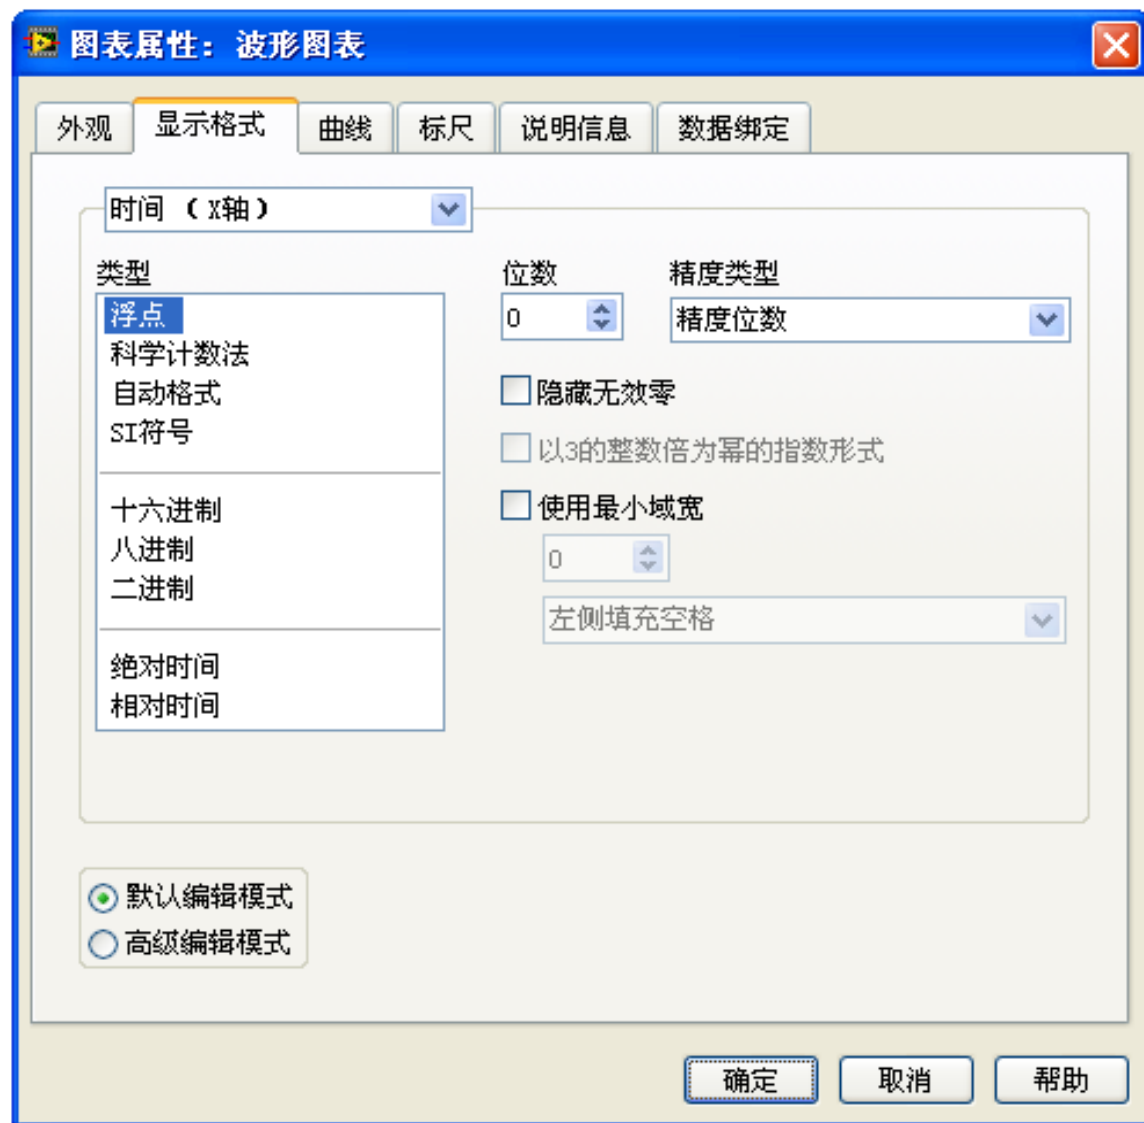 图表属性：波形图表
外观 显示格式 曲线 标尺 说明信息 数据绑定
时间 （X轴）
类型
浮点
科学计数法
自动格式
SI符号
十六进制
八进制
二进制
绝对时间
相对时间
位数
0
精度类型
精度位数
隐藏无效零
以3的整数倍为幂的指数形式
使用最小域宽
0
左侧填充空格
默认编辑模式
高级编辑模式
确定 取消 帮助